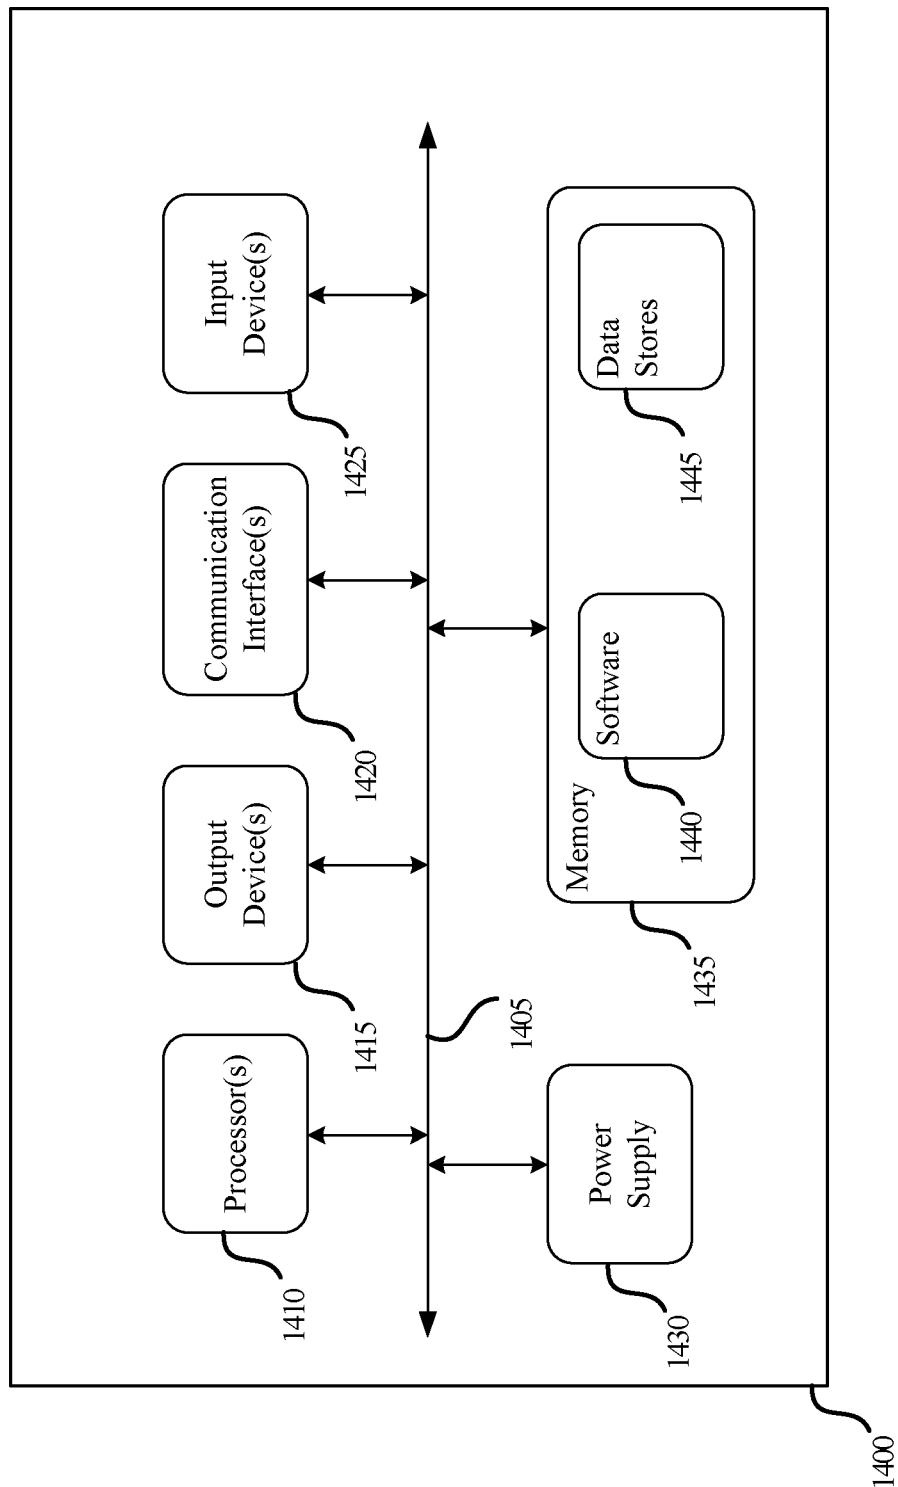 Processor(s)
1410
Output
Device(s)
1415
Communication
Interface(s)
1420
Input
Device(s)
1425
1405
Power
Supply
1430
Memory
1435
Software
1440
Data
Stores
1445
1400